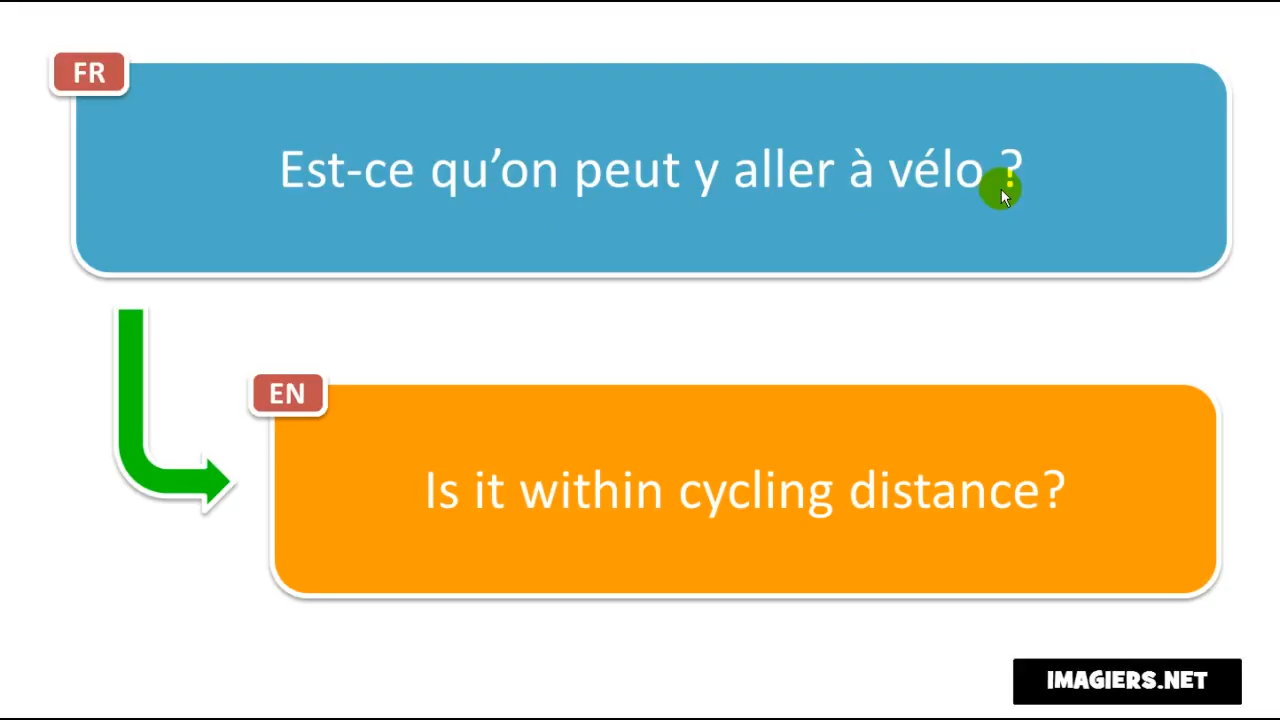 FR
Est-ce qu’on peut y aller à vélo ?
EN
Is it within cycling distance?
IMAGIERS.NET